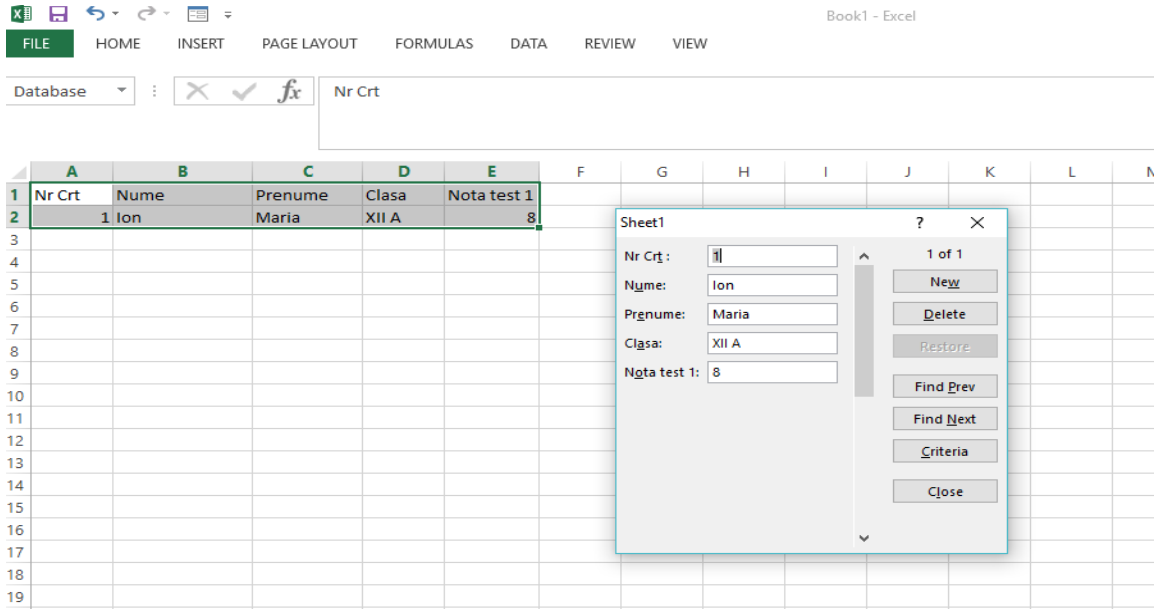 Book1 - Excel
FILE HOME INSERT PAGE LAYOUT FORMULAS DATA REVIEW VIEW
Database fx Nr Crt
A B C D E F G H I J K L N
1 Nr Crt Nume Prenume Clasa Nota test 1
2 1 Ion Maria XII A 8
3
4
5
6
7
8
9
10
11
12
13
14
15
16
17
18
19
Sheet1 ?
Nr Crt : 1
Nume: Ion
Prenume: Maria
Clasa: XII A
Nota test 1: 8
1 of 1
New
Delete
Restore
Find Prev
Find Next
Criteria
Close